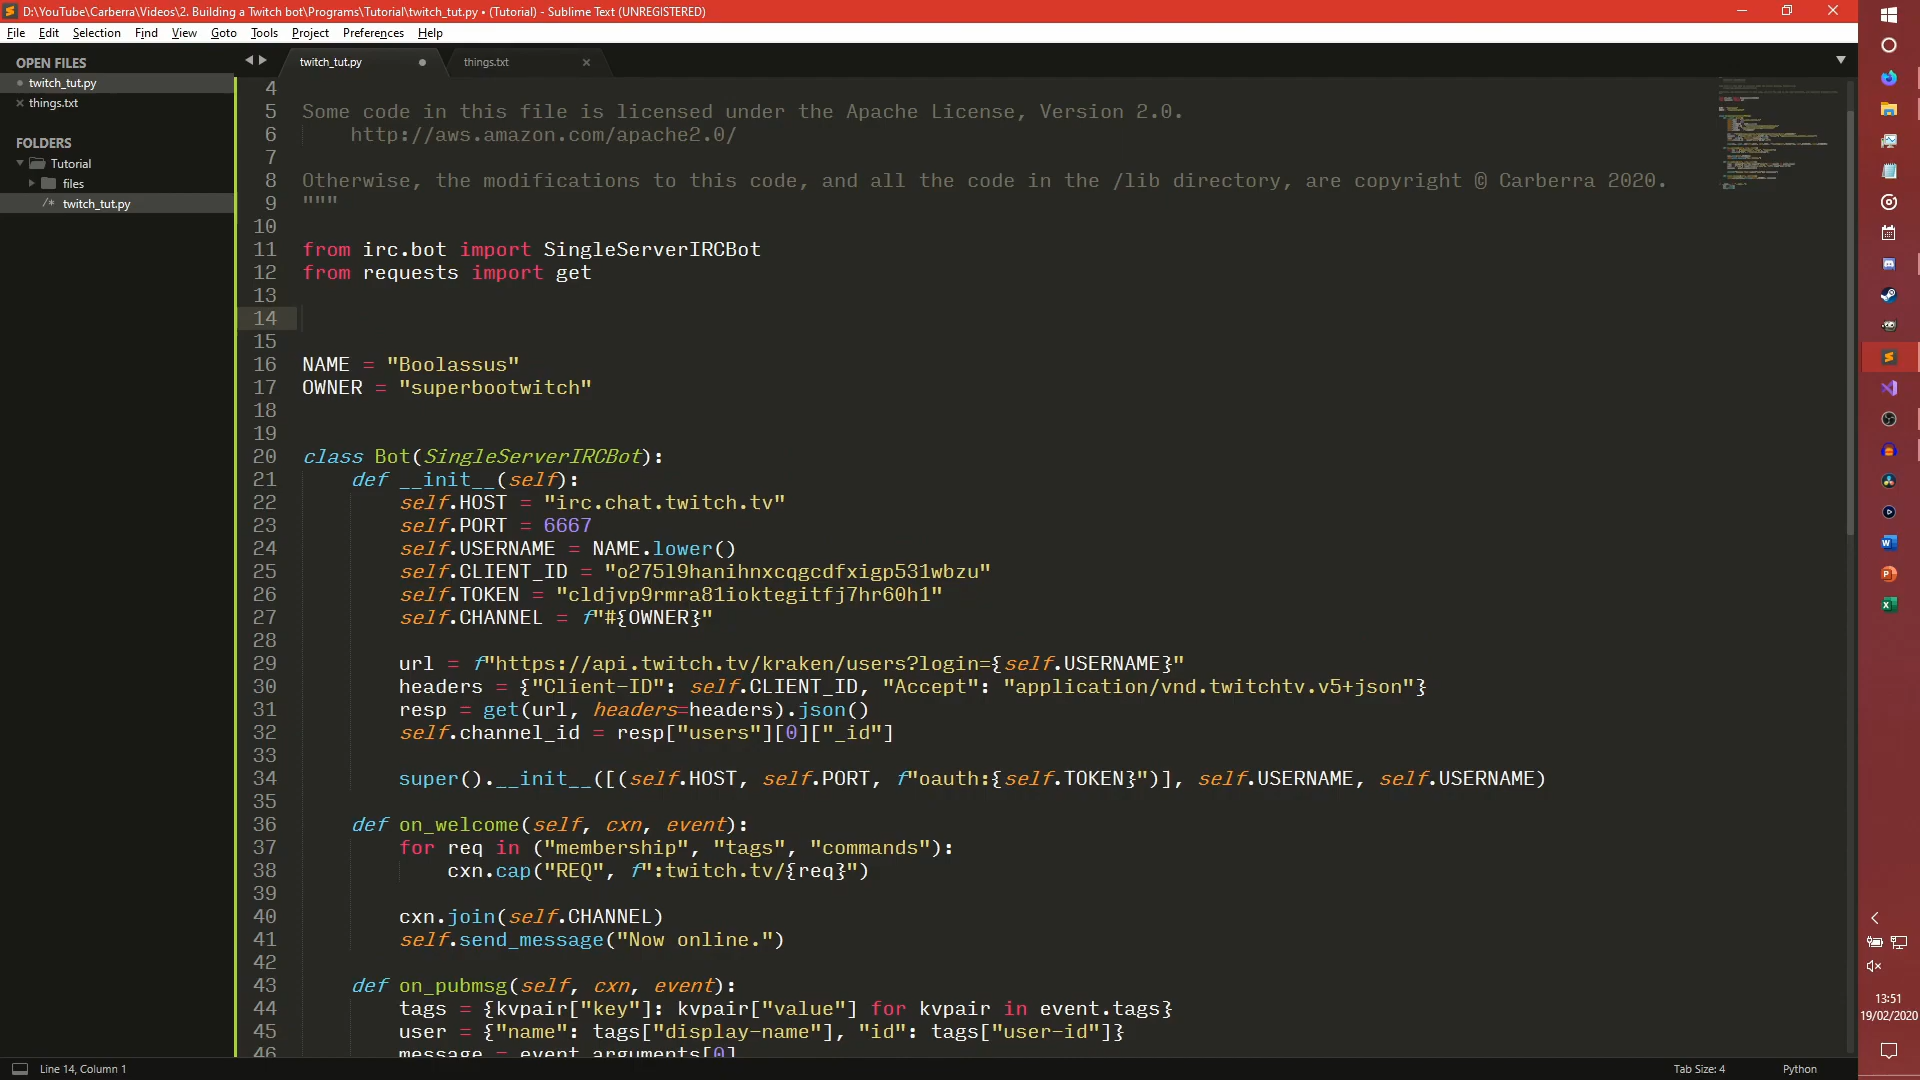 D:\YouTube\Carberra\Videos\2. Building a Twitch bot\Programs\Tutorial\twitch_tut.py • (Tutorial) - Sublime Text (UNREGISTERED)
File Edit Selection Find View Goto Tools Project Preferences Help
OPEN FILES
twitch_tut.py
things.txt
FOLDERS
Tutorial
files
twitch_tut.py
twitch_tut.py things.txt
4
5 Some code in this file is licensed under the Apache License, Version 2.0.
6     http://aws.amazon.com/apache2.0/
7
8 Otherwise, the modifications to this code, and all the code in the /lib directory, are copyright @ Carberra 2020.
9 """
10
11 from irc.bot import SingleServerIRCBot
12 from requests import get
13
14
15
16 NAME = "Boolassus"
17 OWNER = "superbootwitch"
18
19
20 class Bot(SingleServerIRCBot):
21     def __init__(self):
22         self.HOST = "irc.chat.twitch.tv"
23         self.PORT = 6667
24         self.USERNAME = NAME.lower()
25         self.CLIENT_ID = "o275l9hanihnxcqgcdfxigp531wbzu"
26         self.TOKEN = "cldjvp9rmra81ioktegitfj7hr60h1"
27         self.CHANNEL = f"#{OWNER}"
28
29         url = f"https://api.twitch.tv/kraken/users?login={self.USERNAME}"
30         headers = {"Client-ID": self.CLIENT_ID, "Accept": "application/vnd.twitchtv.v5+json"}
31         resp = get(url, headers=headers).json()
32         self.channel_id = resp["users"][0]["_id"]
33
34         super().__init__([(self.HOST, self.PORT, f"oauth:{self.TOKEN}")], self.USERNAME, self.USERNAME)
35
36     def on_welcome(self, cxn, event):
37         for req in ("membership", "tags", "commands"):
38             cxn.cap("REQ", f":twitch.tv/{req}")
39
40         cxn.join(self.CHANNEL)
41         self.send_message("Now online.")
42
43     def on_pubmsg(self, cxn, event):
44         tags = {kvpair["key"]: kvpair["value"] for kvpair in event.tags}
45         user = {"name": tags["display-name"], "id": tags["user-id"]}
46         message = event.arguments[0]
Line 14, Column 1
Tab Size: 4
Python
13:51
19/02/2020